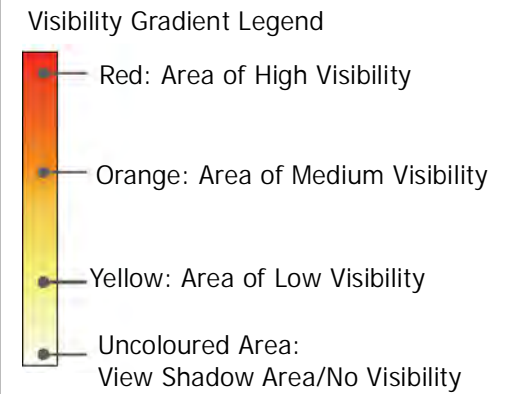 Visibility Gradient Legend
Red: Area of High Visibility
Orange: Area of Medium Visibility
Yellow: Area of Low Visibility
Uncoloured Area:
View Shadow Area/No Visibility